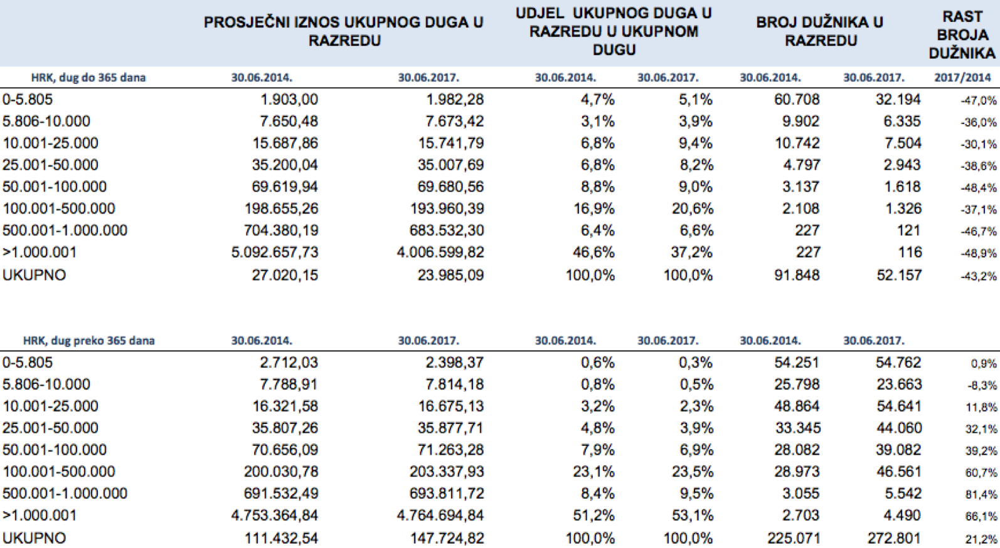 PROSJEČNI IZNOS UKUPNOG DUGA U RAZREDU UDJEL UKUPNOG DUGA U RAZREDU U UKUPNOM DUGU BROJ DUŽNIKA U RAZREDU RAST BROJA DUŽNIKA
HRK, dug do 365 dana 30.06.2014. 30.06.2017. 30.06.2014. 30.06.2017. 30.06.2014. 30.06.2017. 2017/2014
0-5.805 1.903,00 1.982,28 4,7% 5,1% 60.708 32.194 -47,0%
5.806-10.000 7.650,48 7.673,42 3,1% 3,9% 9.902 6.335 -36,0%
10.001-25.000 15.687,86 15.741,79 6,8% 9,4% 10.742 7.504 -30,1%
25.001-50.000 35.200,04 35.007,69 6,8% 8,2% 4.797 2.943 -38,6%
50.001-100.000 69.619,94 69.680,56 8,8% 9,0% 3.137 1.618 -48,4%
100.001-500.000 198.655,26 193.960,39 16,9% 20,6% 2.108 1.326 -37,1%
500.001-1.000.000 704.380,19 683.532,30 6,4% 6,6% 227 121 -46,7%
>1.000.001 5.092.657,73 4.006.599,82 46,6% 37,2% 227 116 -48,9%
UKUPNO 27.020,15 23.985,09 100,0% 100,0% 91.848 52.157 -43,2%
HRK, dug preko 365 dana 30.06.2014. 30.06.2017. 30.06.2014. 30.06.2017. 30.06.2014. 30.06.2017.
0-5.805 2.712,03 2.398,37 0,6% 0,3% 54.251 54.762 0,9%
5.806-10.000 7.788,91 7.814,18 0,8% 0,5% 25.798 23.663 -8,3%
10.001-25.000 16.321,58 16.675,13 3,2% 2,3% 48.864 54.641 11,8%
25.001-50.000 35.807,26 35.877,71 4,8% 3,9% 33.345 44.060 32,1%
50.001-100.000 70.656,09 71.263,28 7,9% 6,9% 28.082 39.082 39,2%
100.001-500.000 200.030,78 203.337,93 23,1% 23,5% 28.973 46.561 60,7%
500.001-1.000.000 691.532,49 693.811,72 8,4% 9,5% 3.055 5.542 81,4%
>1.000.001 4.753.364,84 4.764.694,84 51,2% 53,1% 2.703 4.490 66,1%
UKUPNO 111.432,54 147.724,82 100,0% 100,0% 225.071 272.801 21,2%